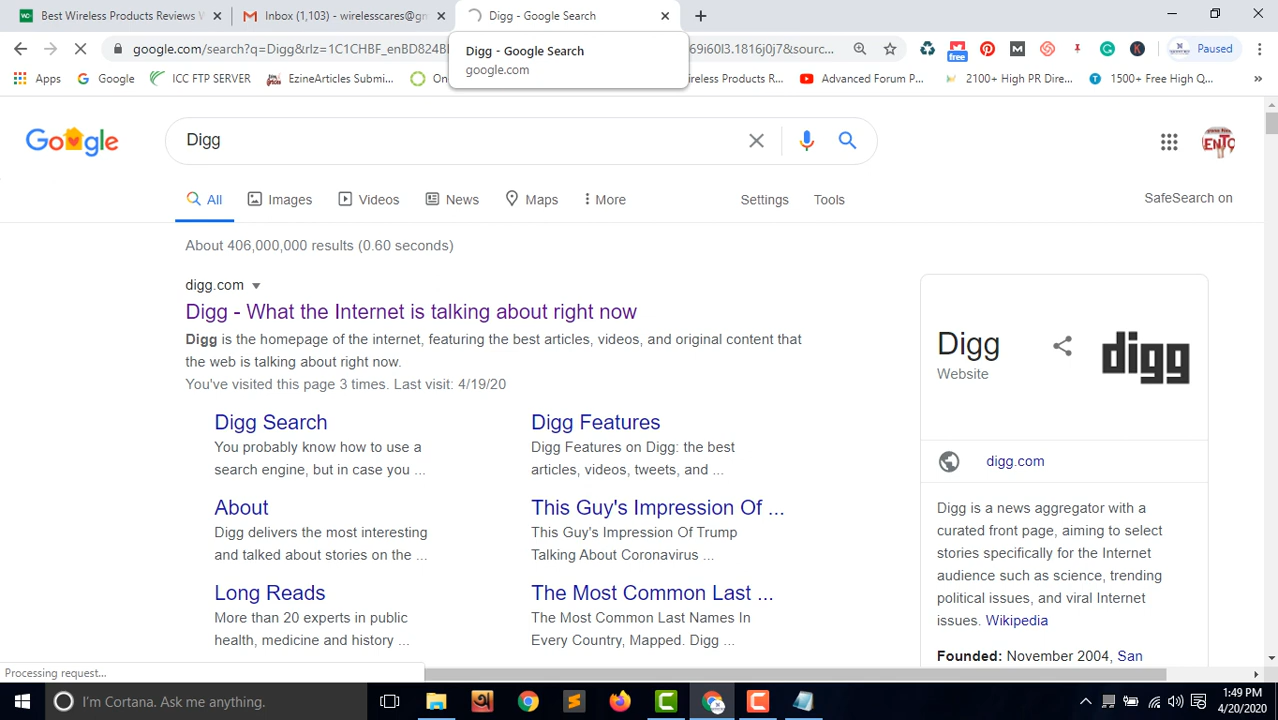 Best Wireless Products Reviews W
Inbox (1,103) - wirelesscares@gm
Digg - Google Search
google.com/search?q=Digg&rlz=1C1CHBF_enBD824B
69i60l3.1816j0j7&sourc...
free
Paused
Digg - Google Search
google.com
Apps
Google
ICC FTP SERVER
EzineArticles Submi...
On
ireless Products R...
Advanced Forum P...
2100+ High PR Dire...
1500+ Free High Q...
»
Google
Digg
All
Images
Videos
News
Maps
More
Settings
Tools
SafeSearch on
About 406,000,000 results (0.60 seconds)
digg.com
Digg - What the Internet is talking about right now
Digg is the homepage of the internet, featuring the best articles, videos, and original content that
the web is talking about right now.
You've visited this page 3 times. Last visit: 4/19/20
Digg Search
You probably know how to use a
search engine, but in case you ...
Digg Features
Digg Features on Digg: the best
articles, videos, tweets, and ...
About
Digg delivers the most interesting
and talked about stories on the ...
This Guy's Impression Of ...
This Guy's Impression Of Trump
Talking About Coronavirus ...
Long Reads
More than 20 experts in public
health, medicine and history ...
The Most Common Last ...
The Most Common Last Names In
Every Country, Mapped. Digg ...
Digg
Website
digg
digg.com
Digg is a news aggregator with a
curated front page, aiming to select
stories specifically for the Internet
audience such as science, trending
political issues, and viral Internet
issues. Wikipedia
Founded: November 2004, San
Processing request...
I'm Cortana. Ask me anything.
1:49 PM
4/20/2020